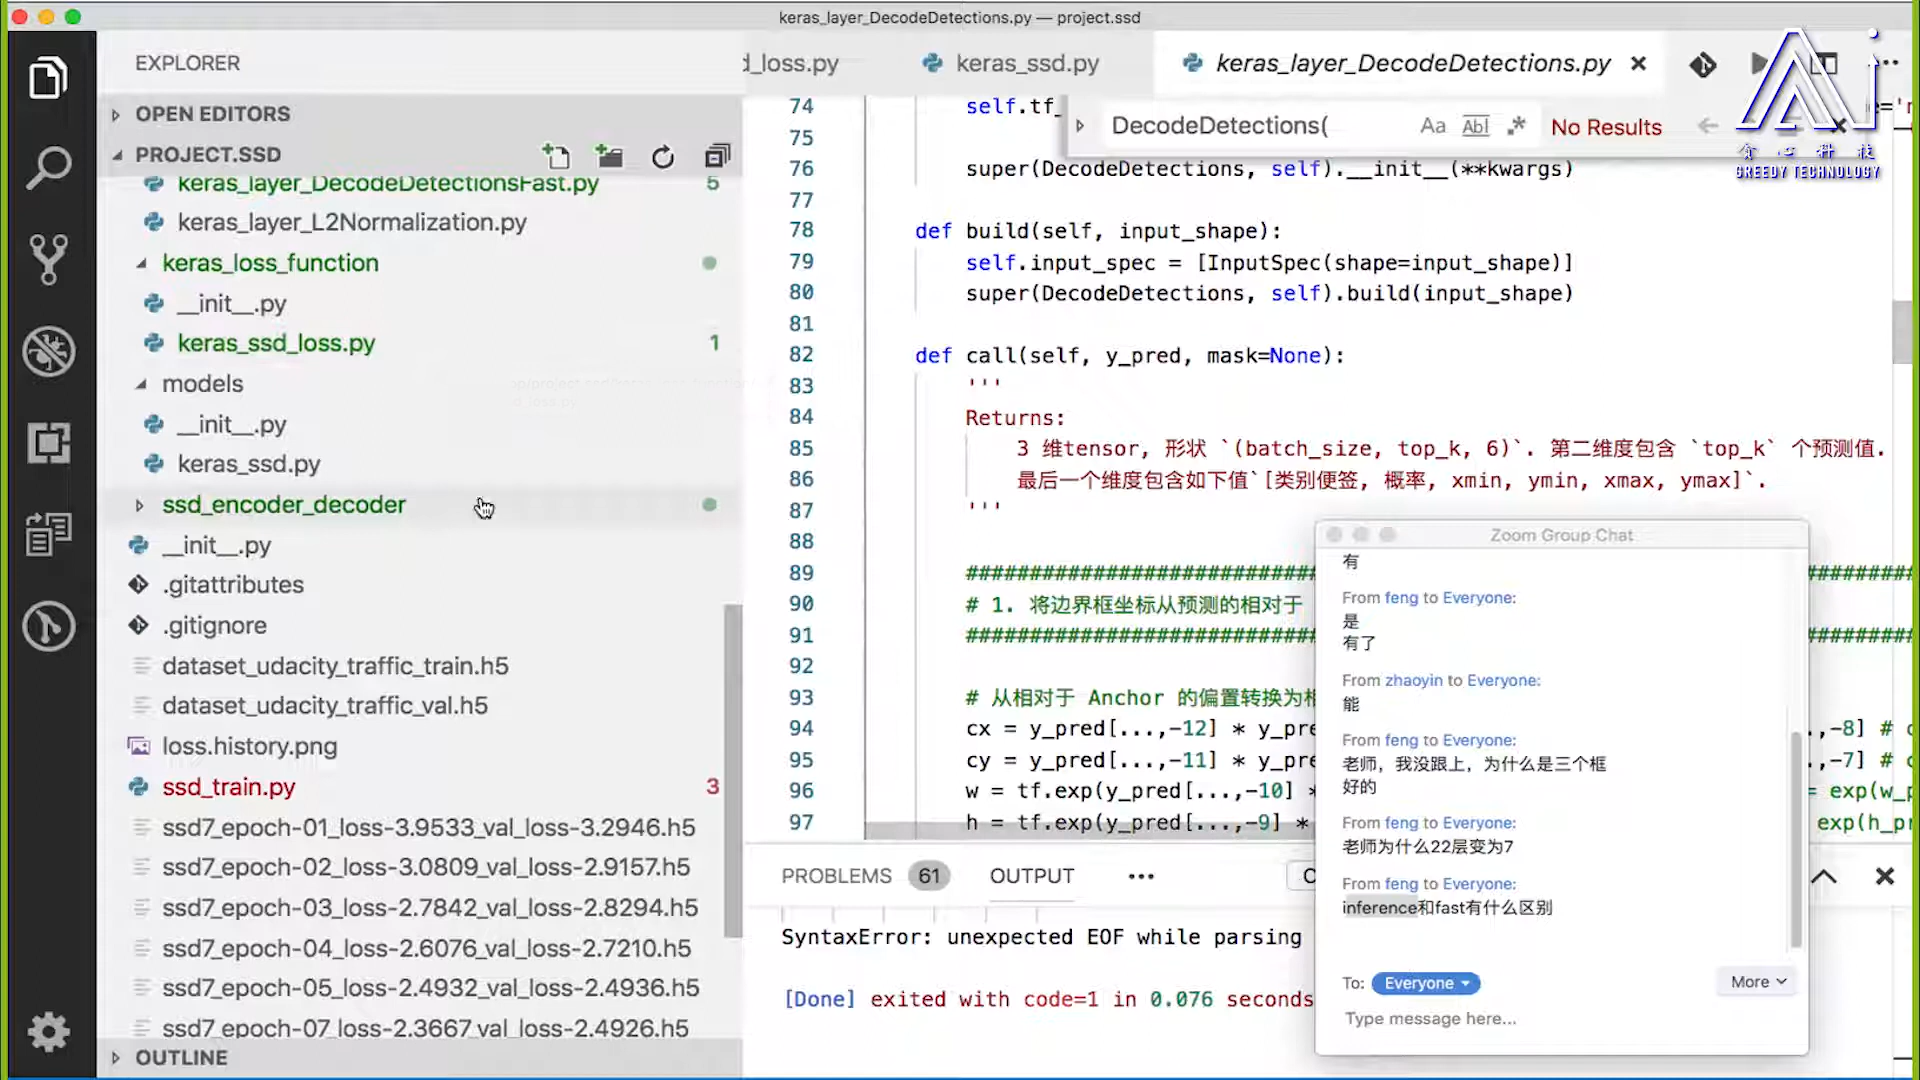 keras_layer_DecodeDetections.py — project.ssd
EXPLORER
OPEN EDITORS
PROJECT.SSD
keras_layer_DecodeDetectionsFast.py 5
keras_layer_L2Normalization.py
keras_loss_function
__init__.py
keras_ssd_loss.py 1
models
__init__.py
keras_ssd.py
ssd_encoder_decoder
__init__.py
.gitattributes
.gitignore
dataset_udacity_traffic_train.h5
dataset_udacity_traffic_val.h5
loss.history.png
ssd_train.py 3
ssd7_epoch-01_loss-3.9533_val_loss-3.2946.h5
ssd7_epoch-02_loss-3.0809_val_loss-2.9157.h5
ssd7_epoch-03_loss-2.7842_val_loss-2.8294.h5
ssd7_epoch-04_loss-2.6076_val_loss-2.7210.h5
ssd7_epoch-05_loss-2.4932_val_loss-2.4936.h5
ssd7_epoch-07_loss-2.3667_val_loss-2.4926.h5
OUTLINE
d_loss.py keras_ssd.py keras_layer_DecodeDetections.py
DecodeDetections( Aa Abl .* No Results
74 self.tf_
75
76 super(DecodeDetections, self).__init__(**kwargs)
77
78 def build(self, input_shape):
79 self.input_spec = [InputSpec(shape=input_shape)]
80 super(DecodeDetections, self).build(input_shape)
81
82 def call(self, y_pred, mask=None):
83 '''
84 Returns:
85 3 维tensor, 形状 `(batch_size, top_k, 6)`. 第二维度包含 `top_k` 个预测值.
86 最后一个维度包含如下值`[类别便签, 概率, xmin, ymin, xmax, ymax]`.
87 '''
88
89 ############################
90 # 1. 将边界框坐标从预测的相对于
91 ############################
92
93 # 从相对于 Anchor 的偏置转换为
94 cx = y_pred[...,-12] * y_pre ,-8] # c
95 cy = y_pred[...,-11] * y_pre ,-7] # c
96 w = tf.exp(y_pred[...,-10] * = exp(w_p
97 h = tf.exp(y_pred[...,-9] * exp(h_pr
PROBLEMS 61 OUTPUT ...
SyntaxError: unexpected EOF while parsing
[Done] exited with code=1 in 0.076 seconds
Zoom Group Chat
有
From feng to Everyone:
是
有了
From zhaoyin to Everyone:
能
From feng to Everyone:
老师，我没跟上，为什么是三个框
好的
From feng to Everyone:
老师为什么22层变为7
From feng to Everyone:
inference和fast有什么区别
To: Everyone More
Type message here...
Ai
贪心科技
GREEDY TECHNOLOGY